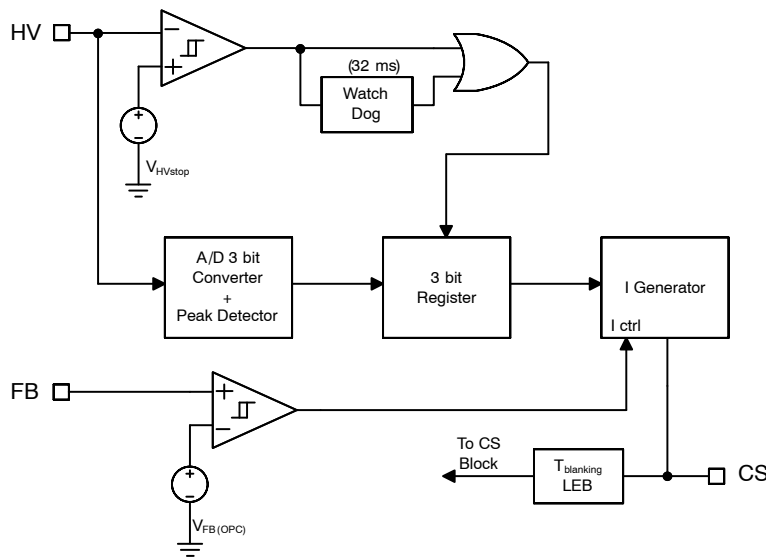 HV
−
+
(32 ms)
Watch
Dog
+
−
VHVstop
A/D 3 bit
Converter
+
Peak Detector
3 bit
Register
I Generator
I ctrl
FB
+
−
To CS
Block
Tblanking
LEB
CS
+
−
VFB(OPC)